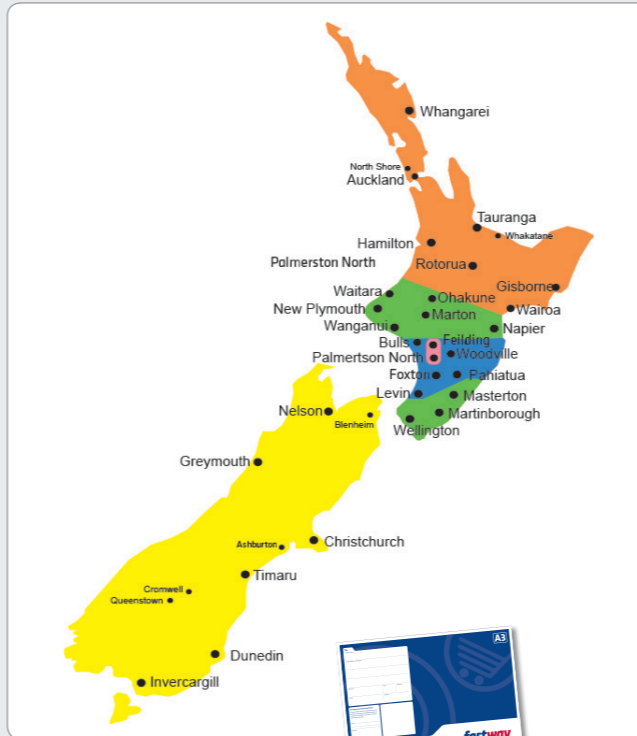 Whangarei
North Shore
Auckland
Tauranga
Whakatane
Hamilton
Palmerston North
Rotorua
Gisborne
Waitara
Ohakune
New Plymouth
Marton
Wairoa
Wanganui
Napier
Bulls
Feilding
Palmertson North
Woodville
Foxton
Pahiatua
Levin
Masterton
Nelson
Blenheim
Martinborough
Wellington
Greymouth
Ashburton
Christchurch
Timaru
Cromwell
Queenstown
Dunedin
Invercargill
A3
fastway